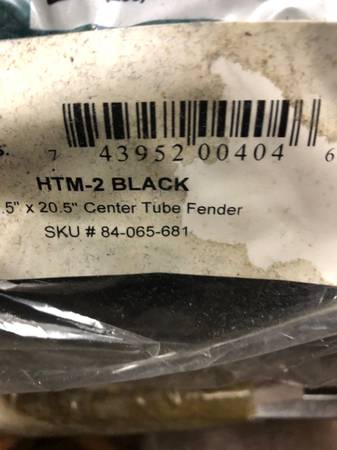 s.
7 43952 00404 6
HTM-2 BLACK
.5" x 20.5" Center Tube Fender
SKU # 84-065-681